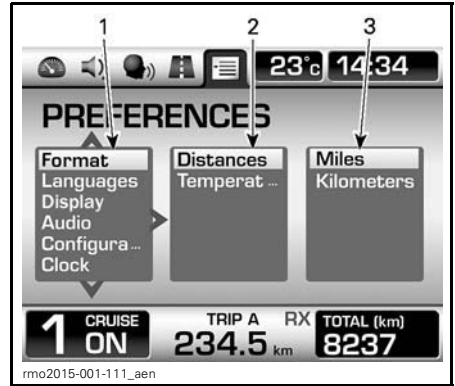 1 2 3
23°c 14:34
PREFERENCES
Format Distances Miles
Languages Temperat ... Kilometers
Display
Audio
Configura ...
Clock
1 CRUISE ON TRIP A 234.5 km RX TOTAL (km) 8237
rmo2015-001-111_aen